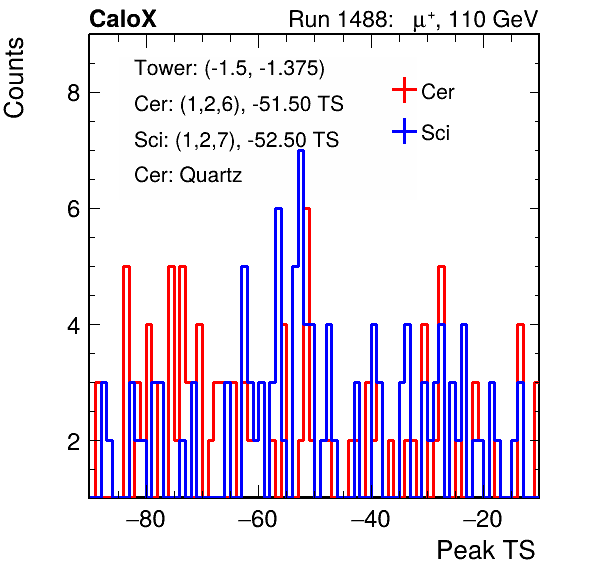 CaloX Run 1488: μ⁺, 110 GeV
Counts
Tower: (-1.5, -1.375)
Cer: (1,2,6), -51.50 TS
Sci: (1,2,7), -52.50 TS
Cer: Quartz
Cer
Sci
8
6
4
2
−80 −60 −40 −20
Peak TS